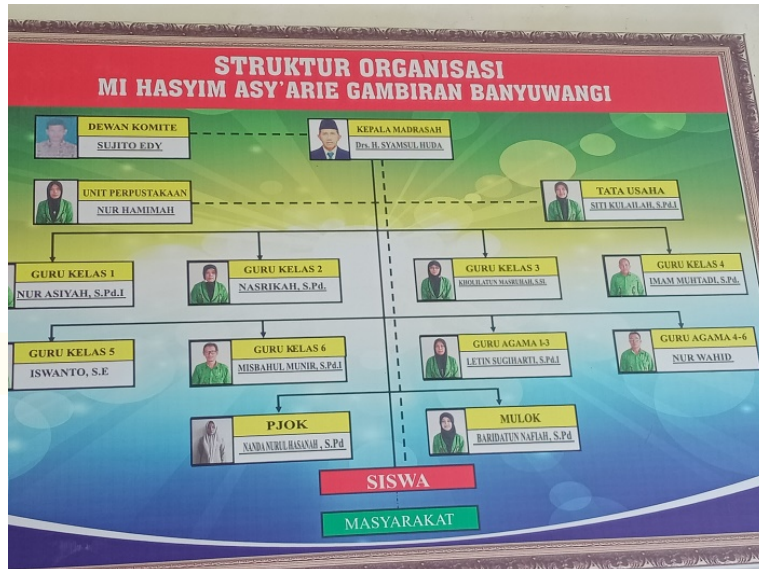 STRUKTUR ORGANISASI
MI HASYIM ASY'ARIE GAMBIRAN BANYUWANGI
DEWAN KOMITE
SUJITO EDY
KEPALA MADRASAH
Drs. H. SYAMSUL HUDA
UNIT PERPUSTAKAAN
NUR HAMIMAH
TATA USAHA
SITI KULAILAH, S.Pd.I
GURU KELAS 1
NUR ASIYAH, S.Pd.I
GURU KELAS 2
NASRIKAH, S.Pd.
GURU KELAS 3
KHOLILATUN MASRUHAH, S.Si.
GURU KELAS 4
IMAM MUHTADI, S.Pd.
GURU KELAS 5
ISWANTO, S.E
GURU KELAS 6
MISBAHUL MUNIR, S.Pd.I
GURU AGAMA 1-3
LETIN SUGIHARTI, S.Pd.I
GURU AGAMA 4-6
NUR WAHID
PJOK
NANDA NURUL HASANAH , S.Pd
MULOK
BARIDATUN NAFIAH, S.Pd
SISWA
MASYARAKAT